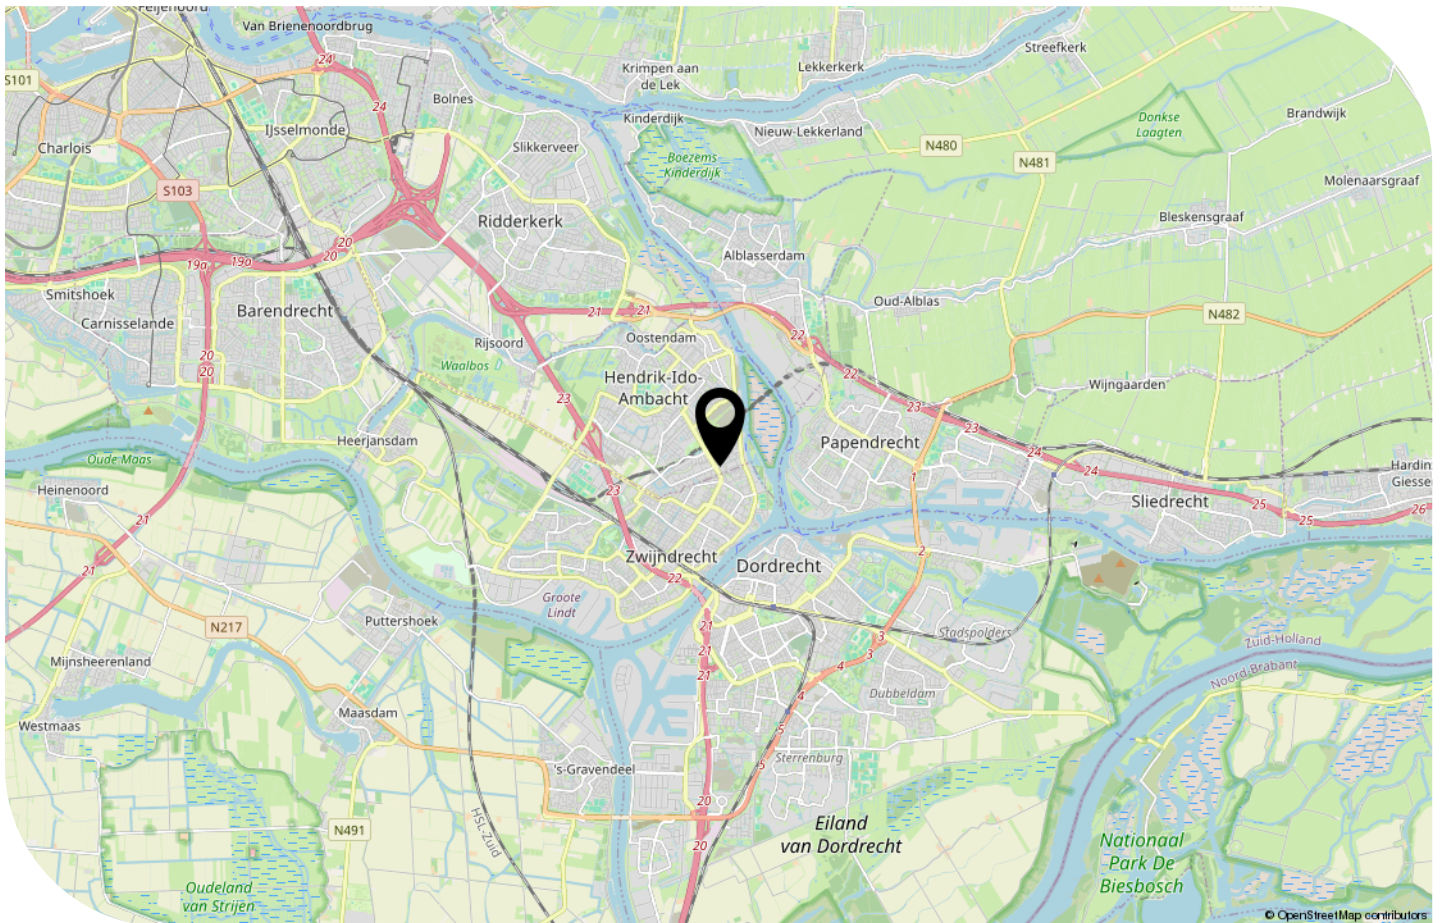 Feijenoord
Van Brienenoordbrug
24
S101
24
Krimpen aan
de Lek
Lekkerkerk
Streefkerk
Bolnes
Kinderdijk
Brandwijk
Donkse
Laagten
IJsselmonde
Nieuw-Lekkerland
Charlois
Slikkerveer
N480
Boezems
Kinderdijk
N481
S103
Molenaarsgraaf
Ridderkerk
Bleskensgraaf
20
20
19a
19a
Alblasserdam
Smitshoek
Barendrecht
Oud-Alblas
21
21
N482
Carnisselande
Rijsoord
Oostendam
22
20
20
Waalbos
Hendrik-Ido-
Ambacht
22
Wijngaarden
23
23
23
Heerjansdam
Papendrecht
24
Oude Maas
24
Hardin
Giesse
Heinenoord
23
1
Sliedrecht
25
25
26
21
21
Zwijndrecht
2
Dordrecht
22
Groote
Lindt
N217
Puttershoek
21
3
Stadspolders
Zuid-Holland
Mijnsheerenland
21
3
4
Noord-Brabant
21
Dubbeldam
4
Westmaas
Maasdam
5
Sterrenburg
's-Gravendeel
5
20
N491
HSL-Zuid
Eiland
van Dordrecht
20
Nationaal
Park De
Biesbosch
Oudeland
van Strijen
© OpenStreetMap contributors